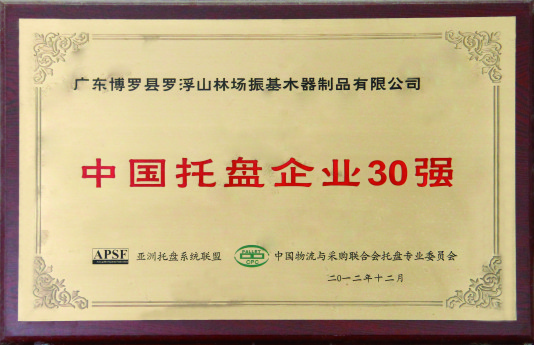 广东博罗县罗浮山林场振基木器制品有限公司
中国托盘企业30强
APSF 亚洲托盘系统联盟 PALLET CPC 中国物流与采购联合会托盘专业委员会
二〇一二年十二月